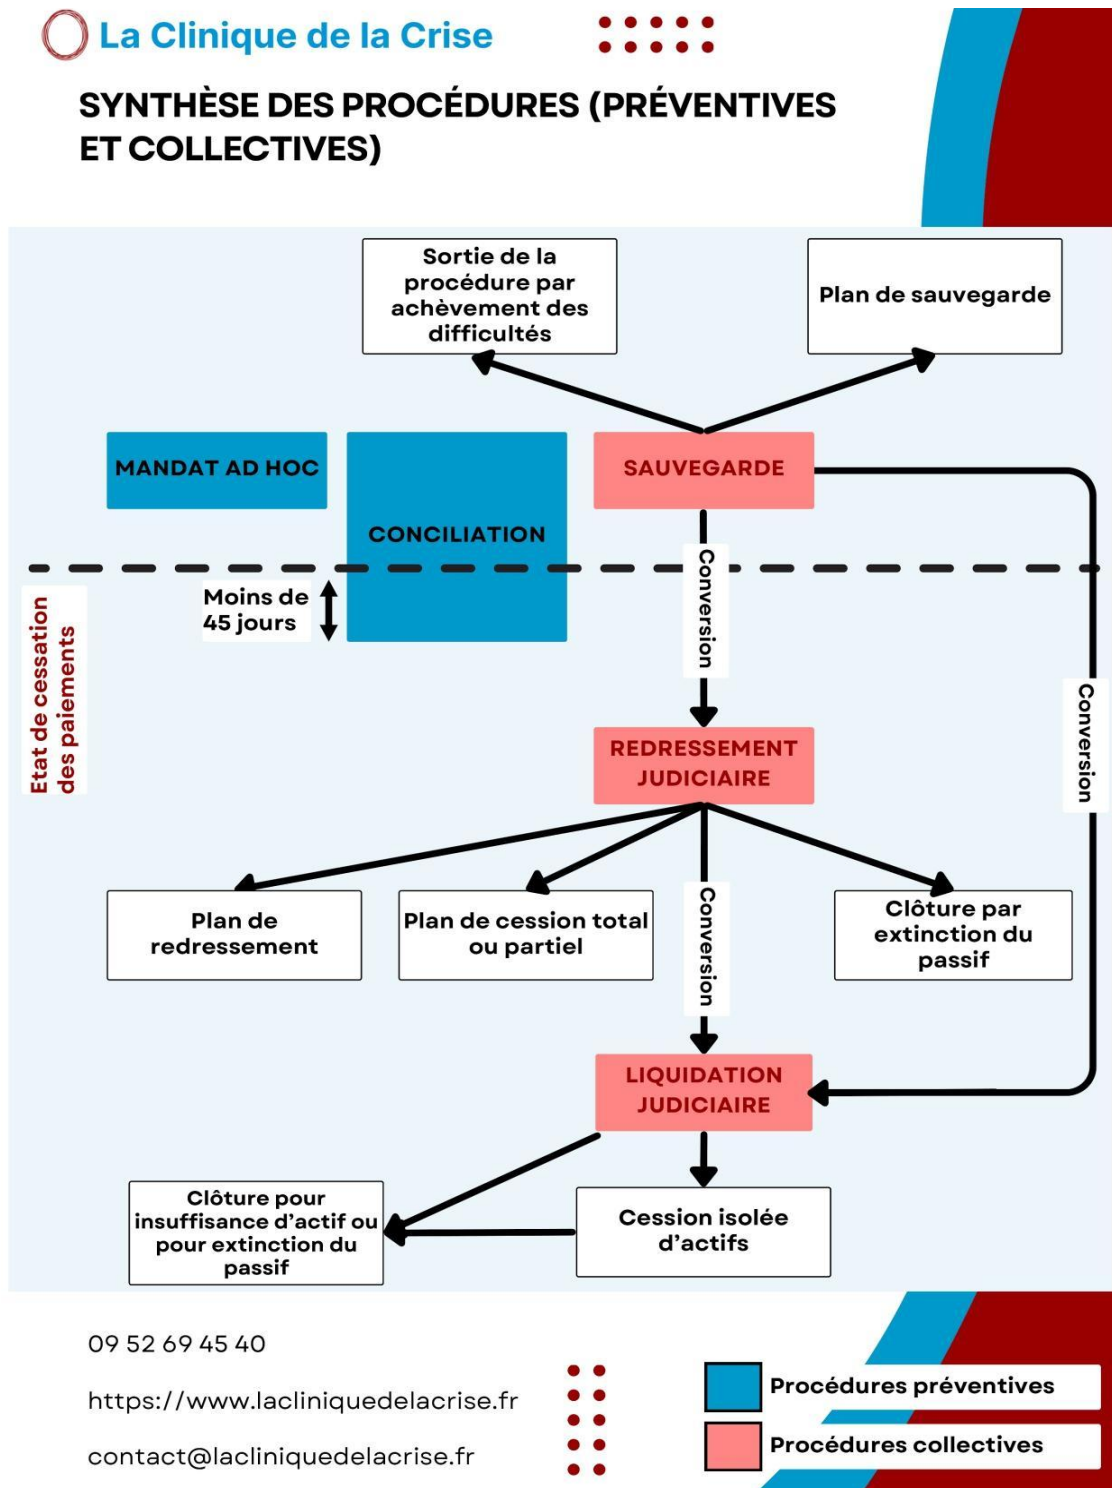 La Clinique de la Crise
SYNTHÈSE DES PROCÉDURES (PRÉVENTIVES
ET COLLECTIVES)
Sortie de la
procédure par
achèvement des
difficultés
Plan de sauvegarde
MANDAT AD HOC
CONCILIATION
SAUVEGARDE
Conversion
Moins de
45 jours
Etat de cessation
des paiements
Conversion
REDRESSEMENT
JUDICIAIRE
Plan de
redressement
Plan de cession total
ou partiel
Conversion
Clôture par
extinction du
passif
LIQUIDATION
JUDICIAIRE
Clôture pour
insuffisance d'actif ou
pour extinction du
passif
Cession isolée
d'actifs
09 52 69 45 40
https://www.lacliniquedelacrise.fr
contact@lacliniquedelacrise.fr
Procédures préventives
Procédures collectives